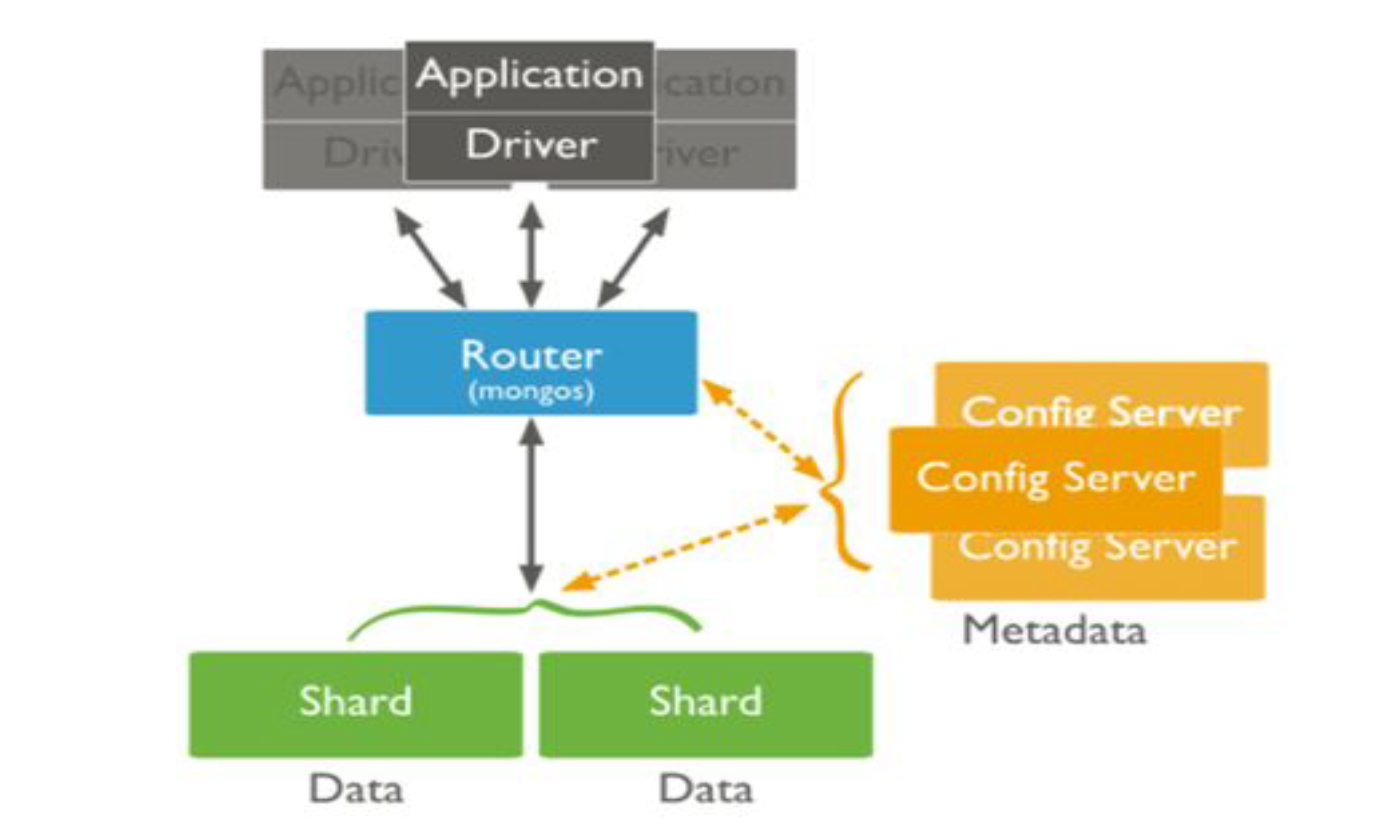 Application
Driver
Applic
cation
Driv
river
Router
(mongos)
Config Server
Config Server
Config Server
Metadata
Shard
Shard
Data
Data